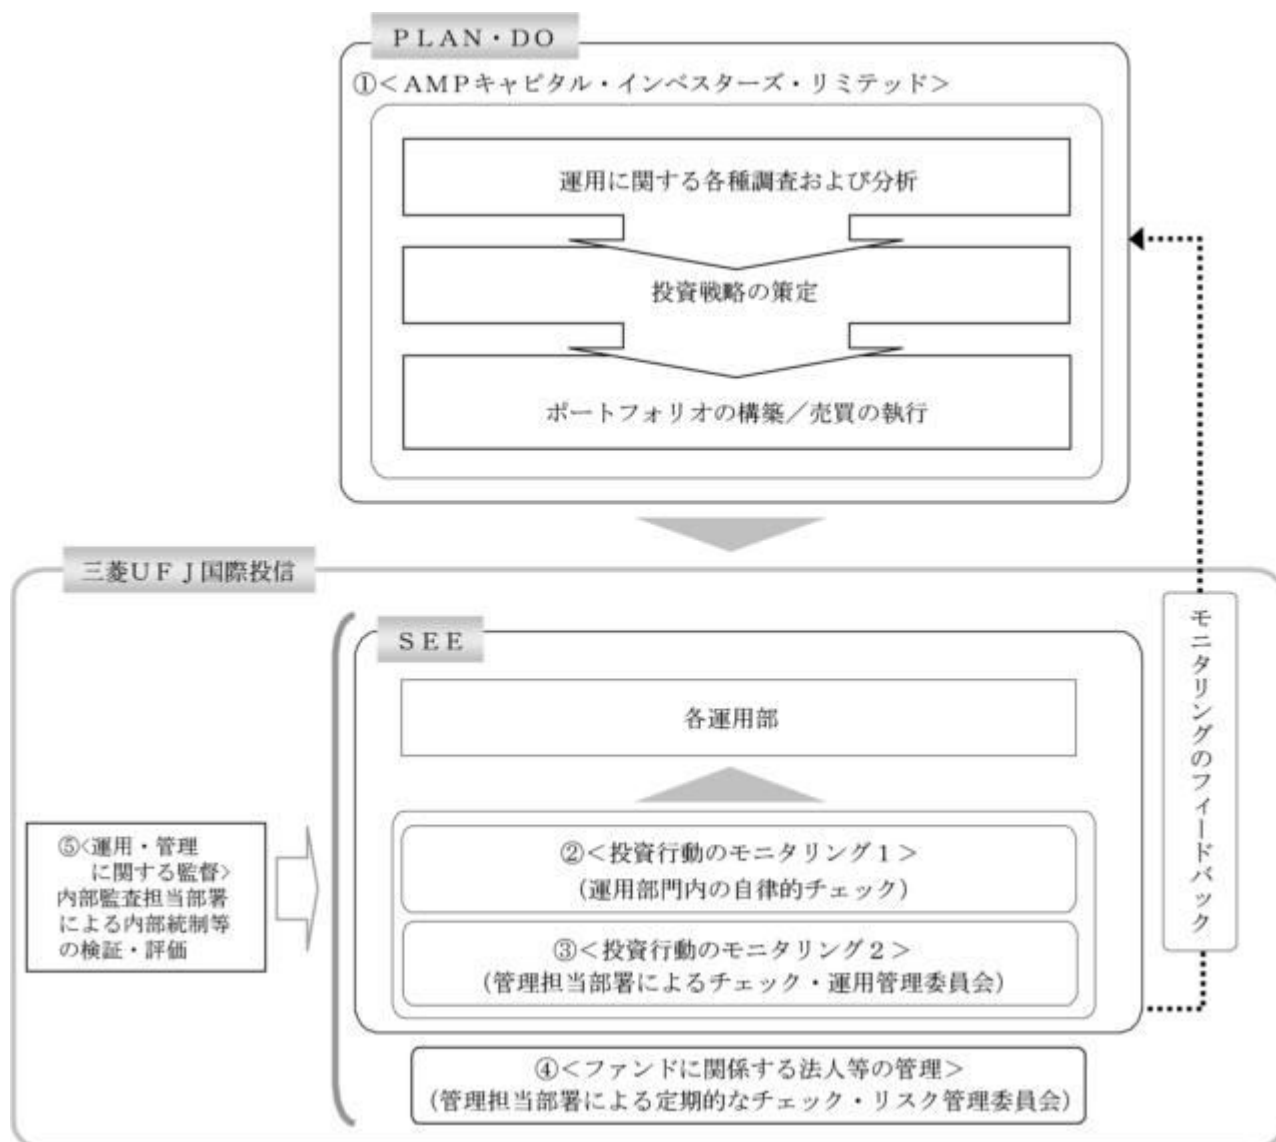 PLAN・DO
①<AMPキャピタル・インベスターズ・リミテッド>
運用に関する各種調査および分析
投資戦略の策定
ポートフォリオの構築/売買の執行
三菱UFJ国際投信
SEE
各運用部
②<投資行動のモニタリング1>
(運用部門内の自律的チェック)
③<投資行動のモニタリング2>
(管理担当部署によるチェック・運用管理委員会)
④<ファンドに関係する法人等の管理>
(管理担当部署による定期的なチェック・リスク管理委員会)
⑤<運用・管理
に関する監督>
内部監査担当部署
による内部統制等
の検証・評価
モニタリングのフィードバック